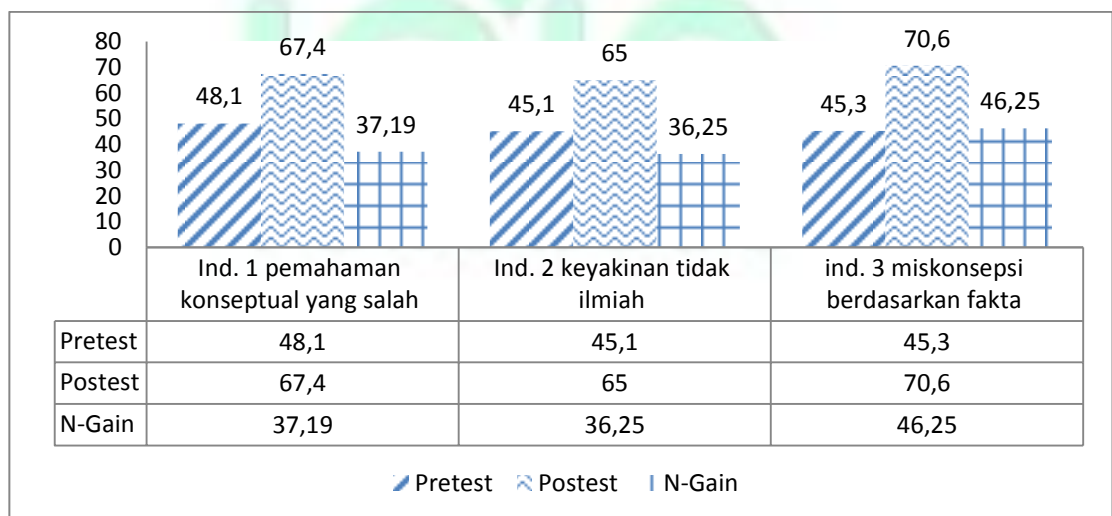 80
70
60
50
40
30
20
10
0
48,1
67,4
37,19
45,1
65
36,25
45,3
70,6
46,25
Ind. 1 pemahaman
konseptual yang salah
Ind. 2 keyakinan tidak
ilmiah
ind. 3 miskonsepsi
berdasarkan fakta
Pretest 48,1 45,1 45,3
Postest 67,4 65 70,6
N-Gain 37,19 36,25 46,25
Pretest Postest N-Gain